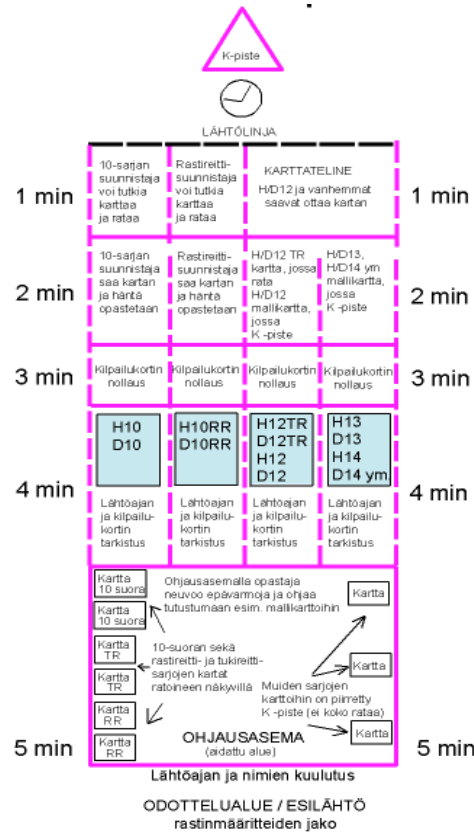 K-piste
LÄHTÖLINJA
1 min
10-sarjan
suunnistaja
voi tutkia
karttaa
ja rataa
Rastireitti-
suunnistaja
voi tutkia
karttaa
ja rataa
KARTTATELINE
H/D12 ja vanhemmat
saavat ottaa kartan
1 min
2 min
10-sarjan
suunnistaja
saa kartan
ja häntä
opastetaan
Rastireitti-
suunnistaja
saa kartan
ja häntä
opastetaan
H/D12 TR
kartta, jossa
rata
H/D12
mallikartta,
jossa
K -piste
H/D13,
H/D14 ym
mallikartta,
jossa
K -piste
2 min
3 min
Kilpailukortin
nollaus
Kilpailukortin
nollaus
Kilpailukortin
nollaus
Kilpailukortin
nollaus
3 min
4 min
H10
D10
H10RR
D10RR
H12TR
D12TR
H12
D12
H13
D13
H14
D14 ym.
4 min
Lähtöajan
ja kilpailu-
kortin
tarkistus
Lähtöajan
ja kilpailu-
kortin
tarkistus
Lähtöajan
ja kilpailu-
kortin
tarkistus
Lähtöajan
ja kilpailu-
kortin
tarkistus
Kartta
10 suora
Kartta
10 suora
Kartta
TR
Kartta
TR
Kartta
RR
Kartta
RR
Ohjausasemalla opastaja
neuvoo epävarmoja ja ohjaa
tutustumaan esim. mallikarttoihin
Kartta
10-suoran sekä
rastireitti- ja tukireitti-
sarjojen kartat
ratoineen näkyvillä
Kartta
Muiden sarjojen
karttoihin on piirretty
K -piste (ei koko rataa)
Kartta
5 min
OHJAUSASEMA
(aidattu alue)
5 min
Lähtöajan ja nimien kuulutus
ODOTTELUALUE / ESILÄHTÖ
rastinmääritteiden jako